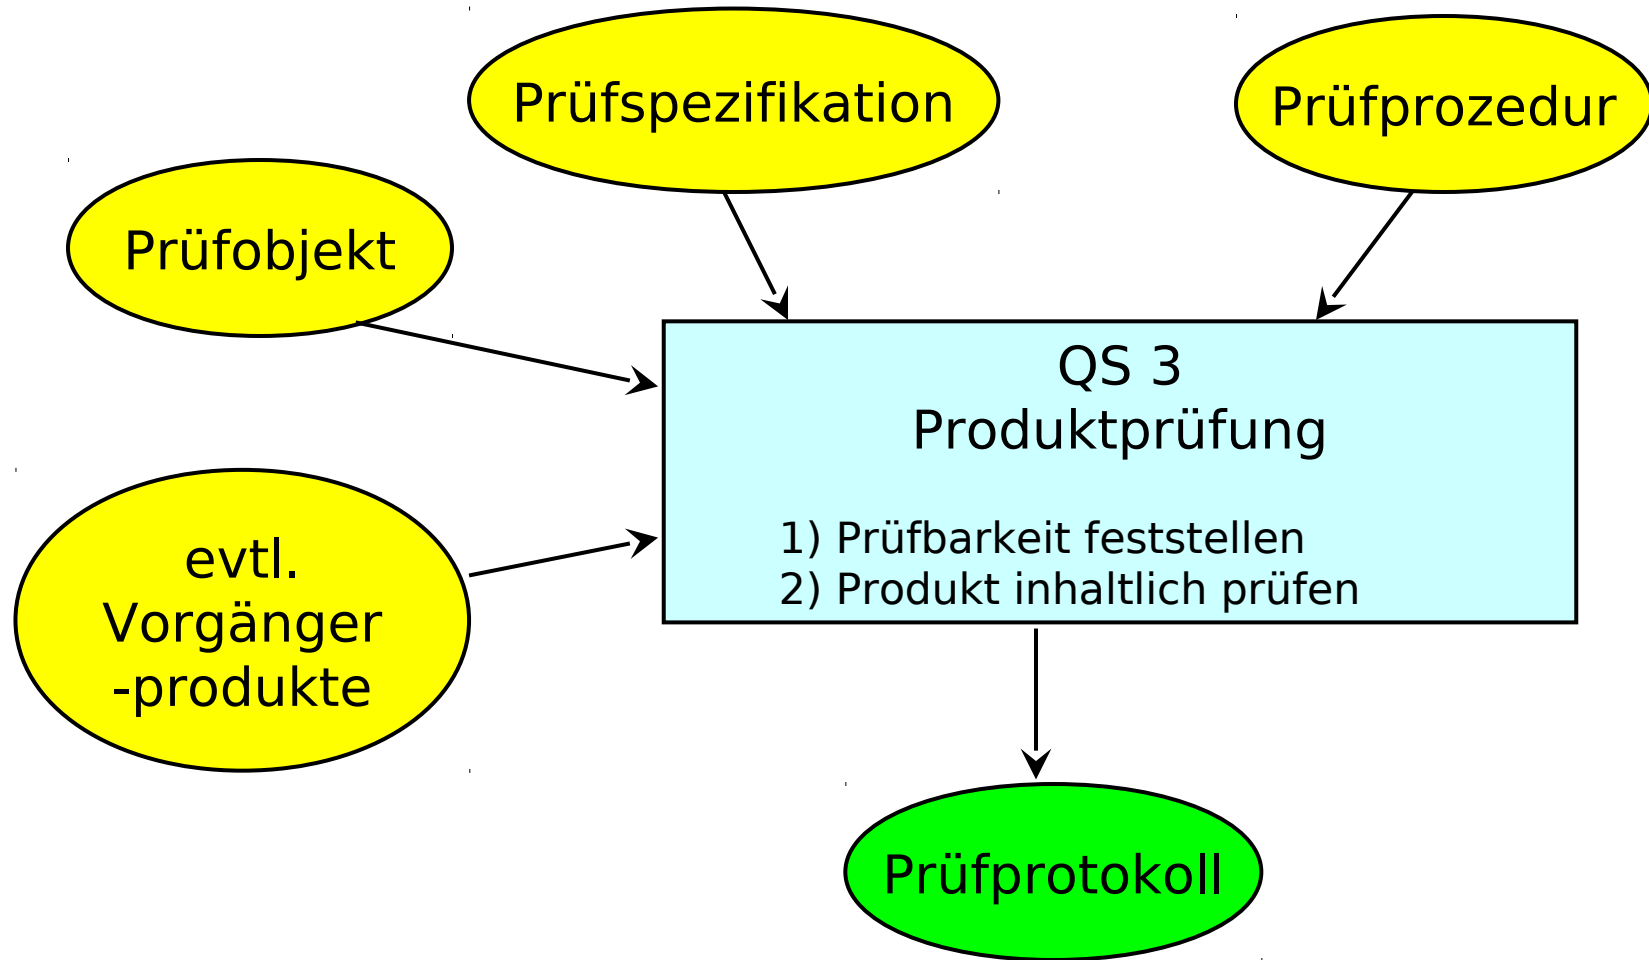 Prüfspezifikation
Prüfprozedur
Prüfobjekt
QS 3
Produktprüfung
1) Prüfbarkeit feststellen
2) Produkt inhaltlich prüfen
evtl.
Vorgänger
-produkte
Prüfprotokoll